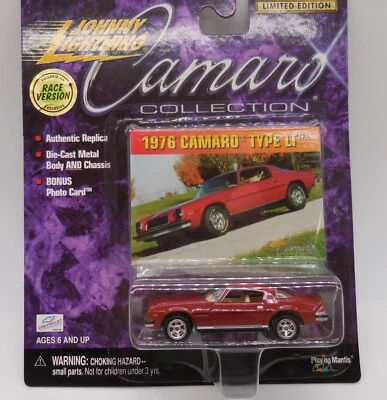 LIMITED EDITION
JOHNNY
LIGHTNING
Camaro
COLLECTION
RACE
VERSION
■ Authentic Replica
■ Die-Cast Metal
Body AND Chassis
■ BONUS
Photo Card™
1976 CAMARO™ TYPE LT
CHEVROLET
AGES 6 AND UP
⚠ WARNING: CHOKING HAZARD--
small parts. Not for children under 3 yrs.
Playing Mantis